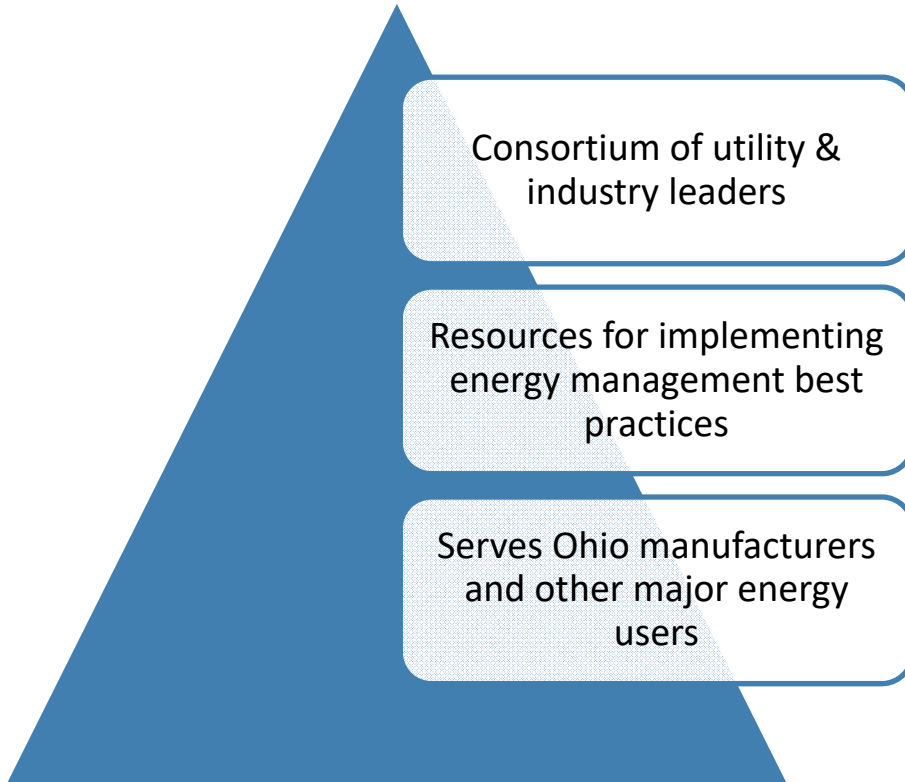 Consortium of utility &
industry leaders
Resources for implementing
energy management best
practices
Serves Ohio manufacturers
and other major energy
users